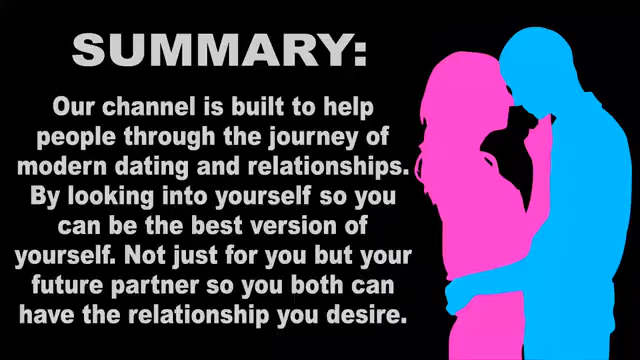 SUMMARY:
Our channel is built to help
people through the journey of
modern dating and relationships.
By looking into yourself so you
can be the best version of
yourself. Not just for you but your
future partner so you both can
have the relationship you desire.